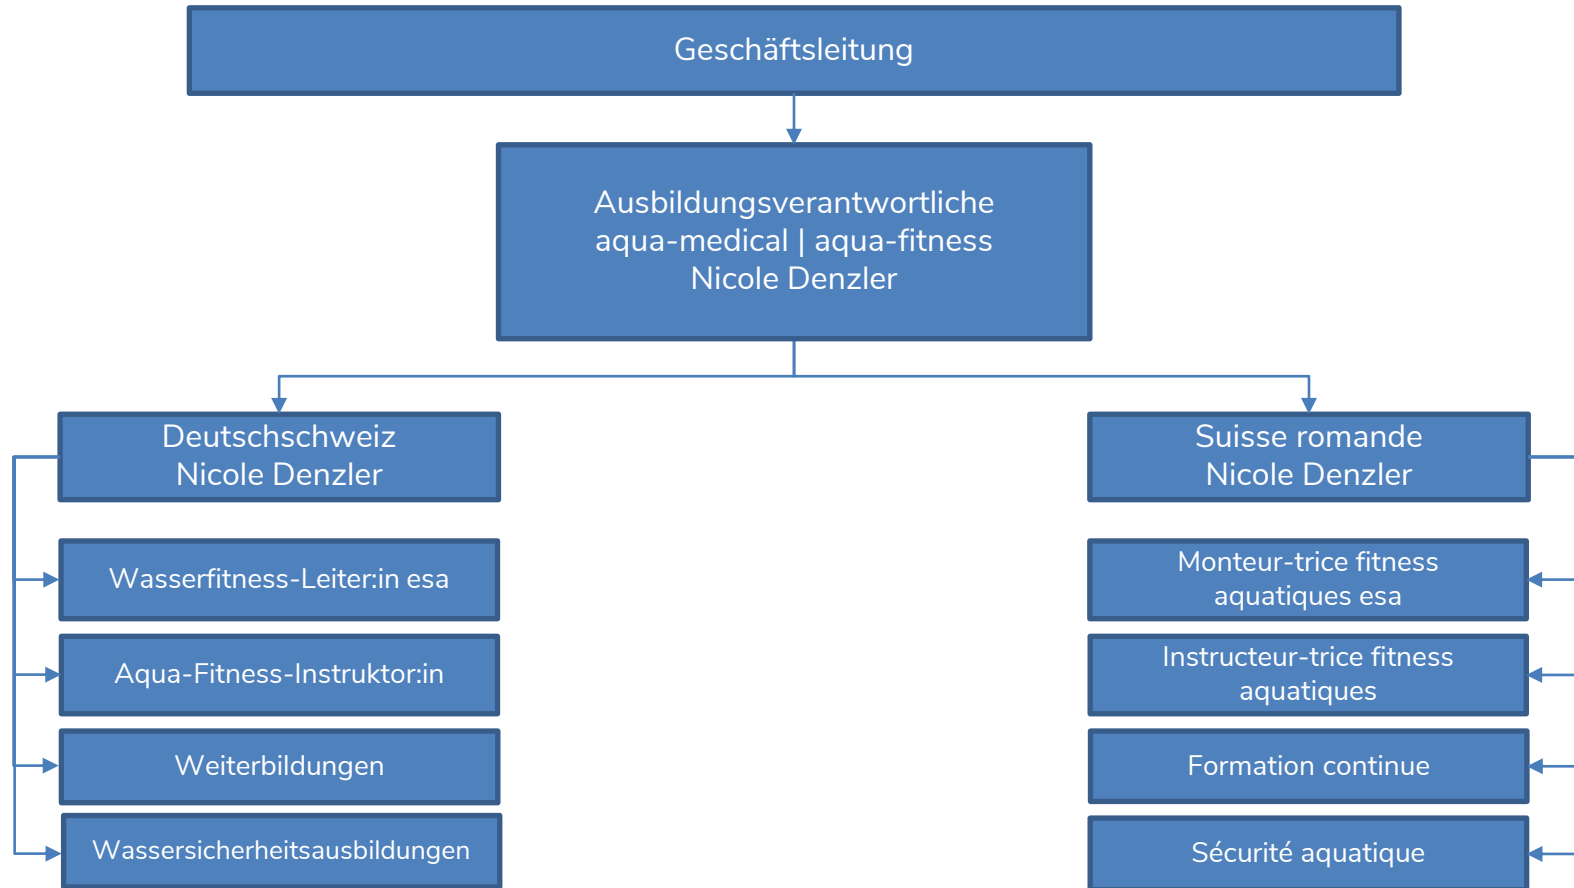 Geschäftsleitung
Ausbildungsverantwortliche
aqua-medical | aqua-fitness
Nicole Denzler
Deutschschweiz
Nicole Denzler
Wasserfitness-Leiter:in esa
Aqua-Fitness-Instruktor:in
Weiterbildungen
Wassersicherheitsausbildungen
Suisse romande
Nicole Denzler
Monteur-trice fitness
aquatiques esa
Instructeur-trice fitness
aquatiques
Formation continue
Sécurité aquatique